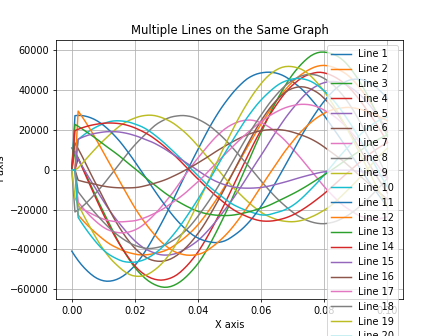 Multiple Lines on the Same Graph
60000
40000
20000
0
−20000
−40000
−60000
0.00
0.02
0.04
0.06
0.08
X axis
axis
Line 1
Line 2
Line 3
Line 4
Line 5
Line 6
Line 7
Line 8
Line 9
Line 10
Line 11
Line 12
Line 13
Line 14
Line 15
Line 16
Line 17
Line 18
Line 19
Line 20